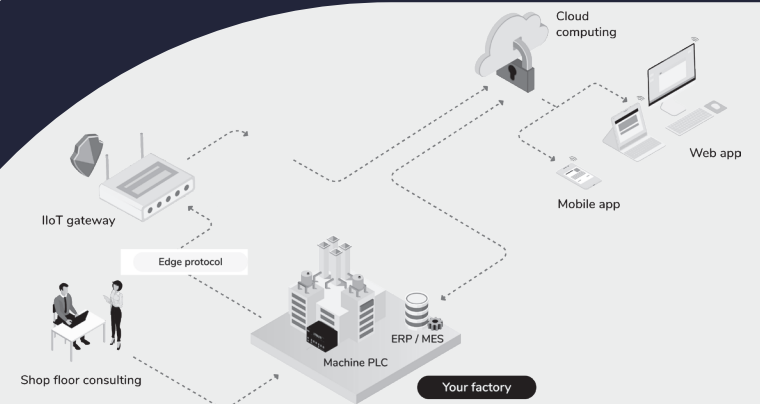 Cloud
computing
Web app
Mobile app
IIoT gateway
Edge protocol
ERP / MES
Machine PLC
Shop floor consulting
Your factory